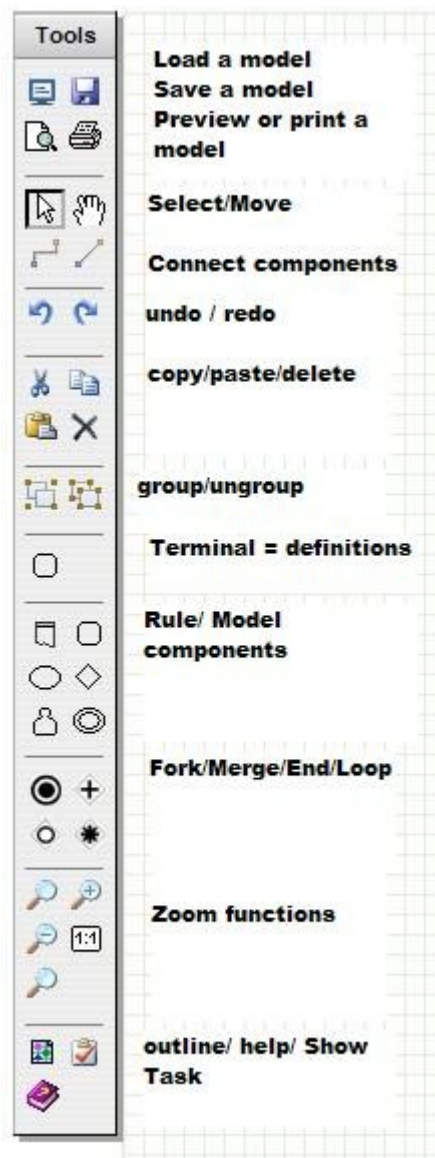 Tools
Load a model
Save a model
Preview or print a
model
Select/Move
Connect components
undo / redo
copy/paste/delete
group/ungroup
Terminal = definitions
Rule/ Model
components
Fork/Merge/End/Loop
Zoom functions
1:1
outline/ help/ Show
Task